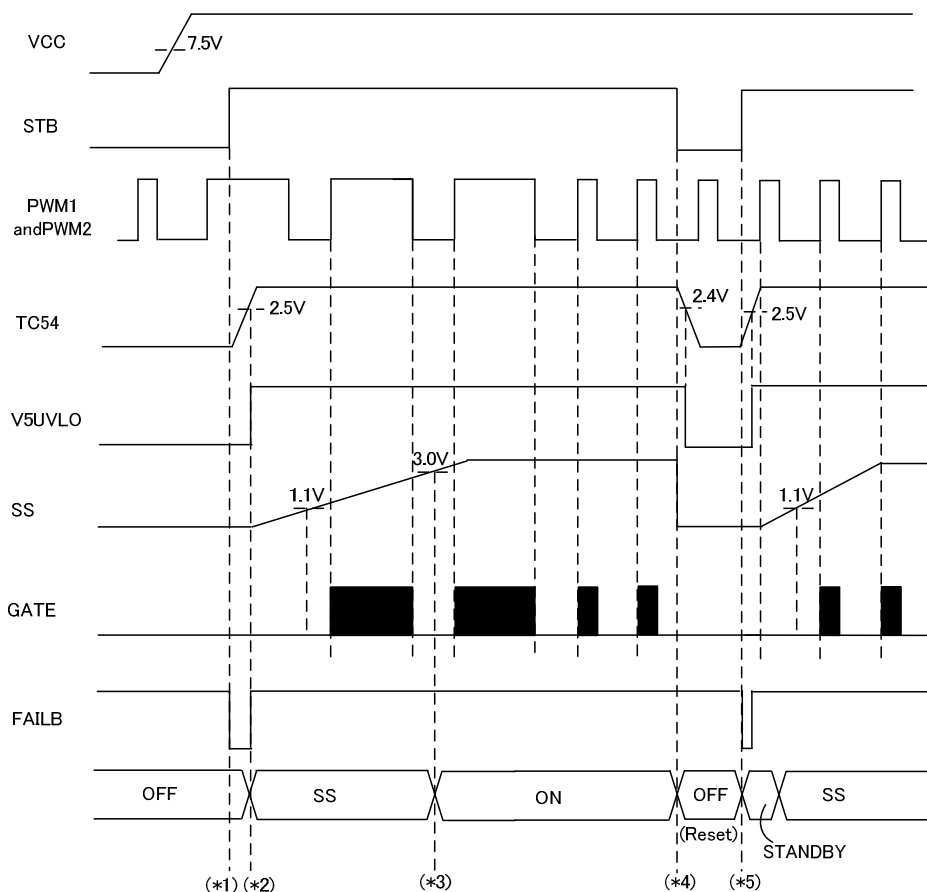 VCC
7.5V
STB
PWM1
andPWM2
TC54
2.5V
2.4V
2.5V
V5UVLO
SS
1.1V
3.0V
1.1V
GATE
FAILB
OFF
SS
ON
OFF
SS
(Reset)
STANDBY
(*1)
(*2)
(*3)
(*4)
(*5)